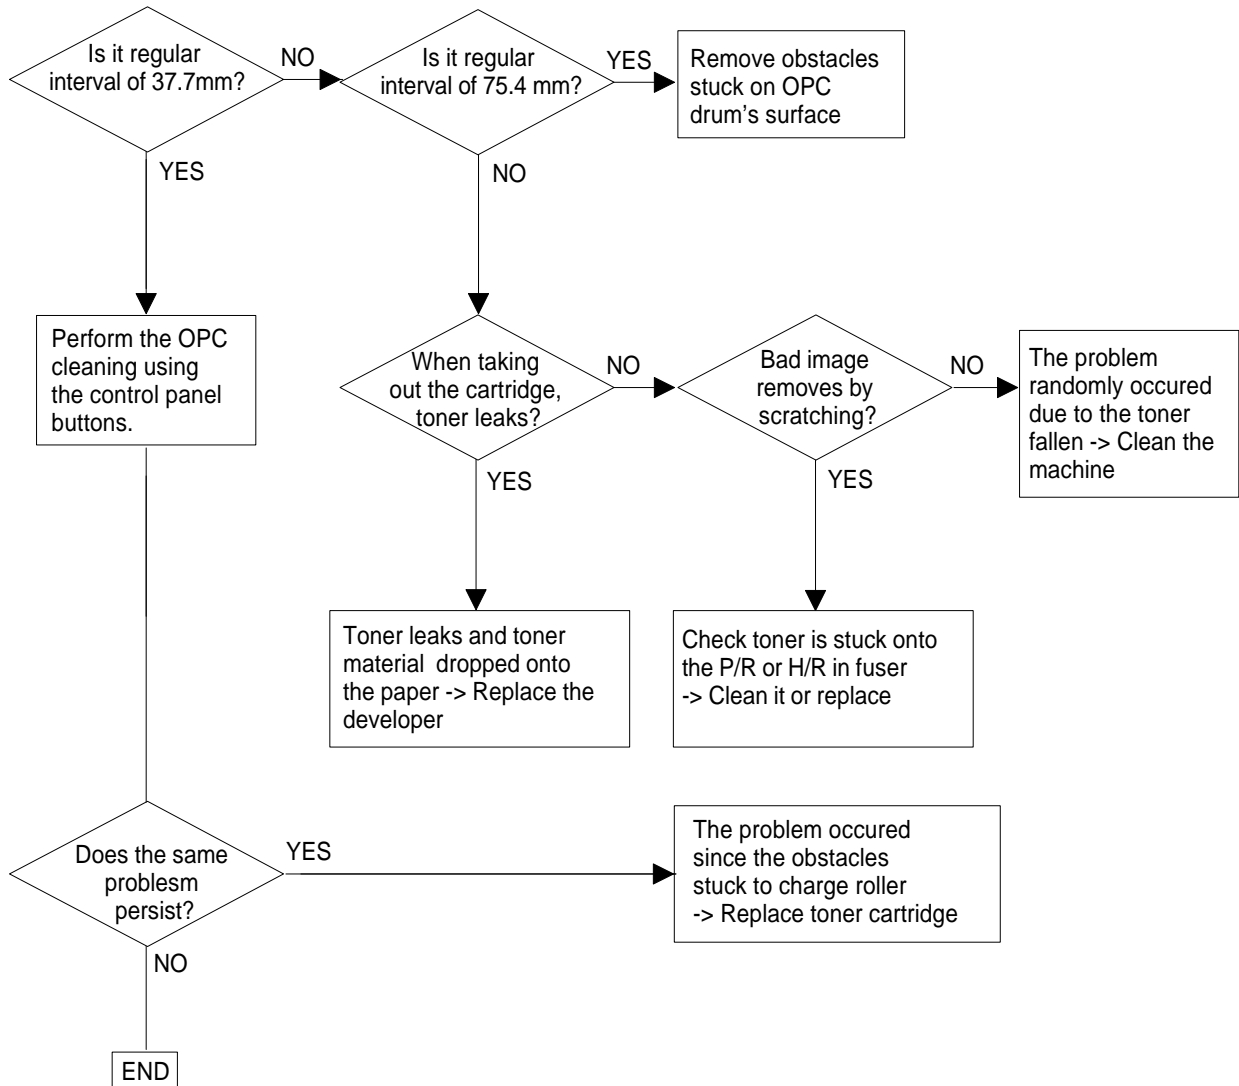 Is it regular
interval of 37.7mm?
NO
Is it regular
interval of 75.4 mm?
YES
Remove obstacles
stuck on OPC
drum's surface
YES
NO
Perform the OPC
cleaning using
the control panel
buttons.
When taking
out the cartridge,
toner leaks?
NO
Bad image
removes by
scratching?
NO
The problem
randomly occured
due to the toner
fallen -> Clean the
machine
YES
YES
Toner leaks and toner
material dropped onto
the paper -> Replace the
developer
Check toner is stuck onto
the P/R or H/R in fuser
-> Clean it or replace
Does the same
problesm
persist?
YES
The problem occured
since the obstacles
stuck to charge roller
-> Replace toner cartridge
NO
END